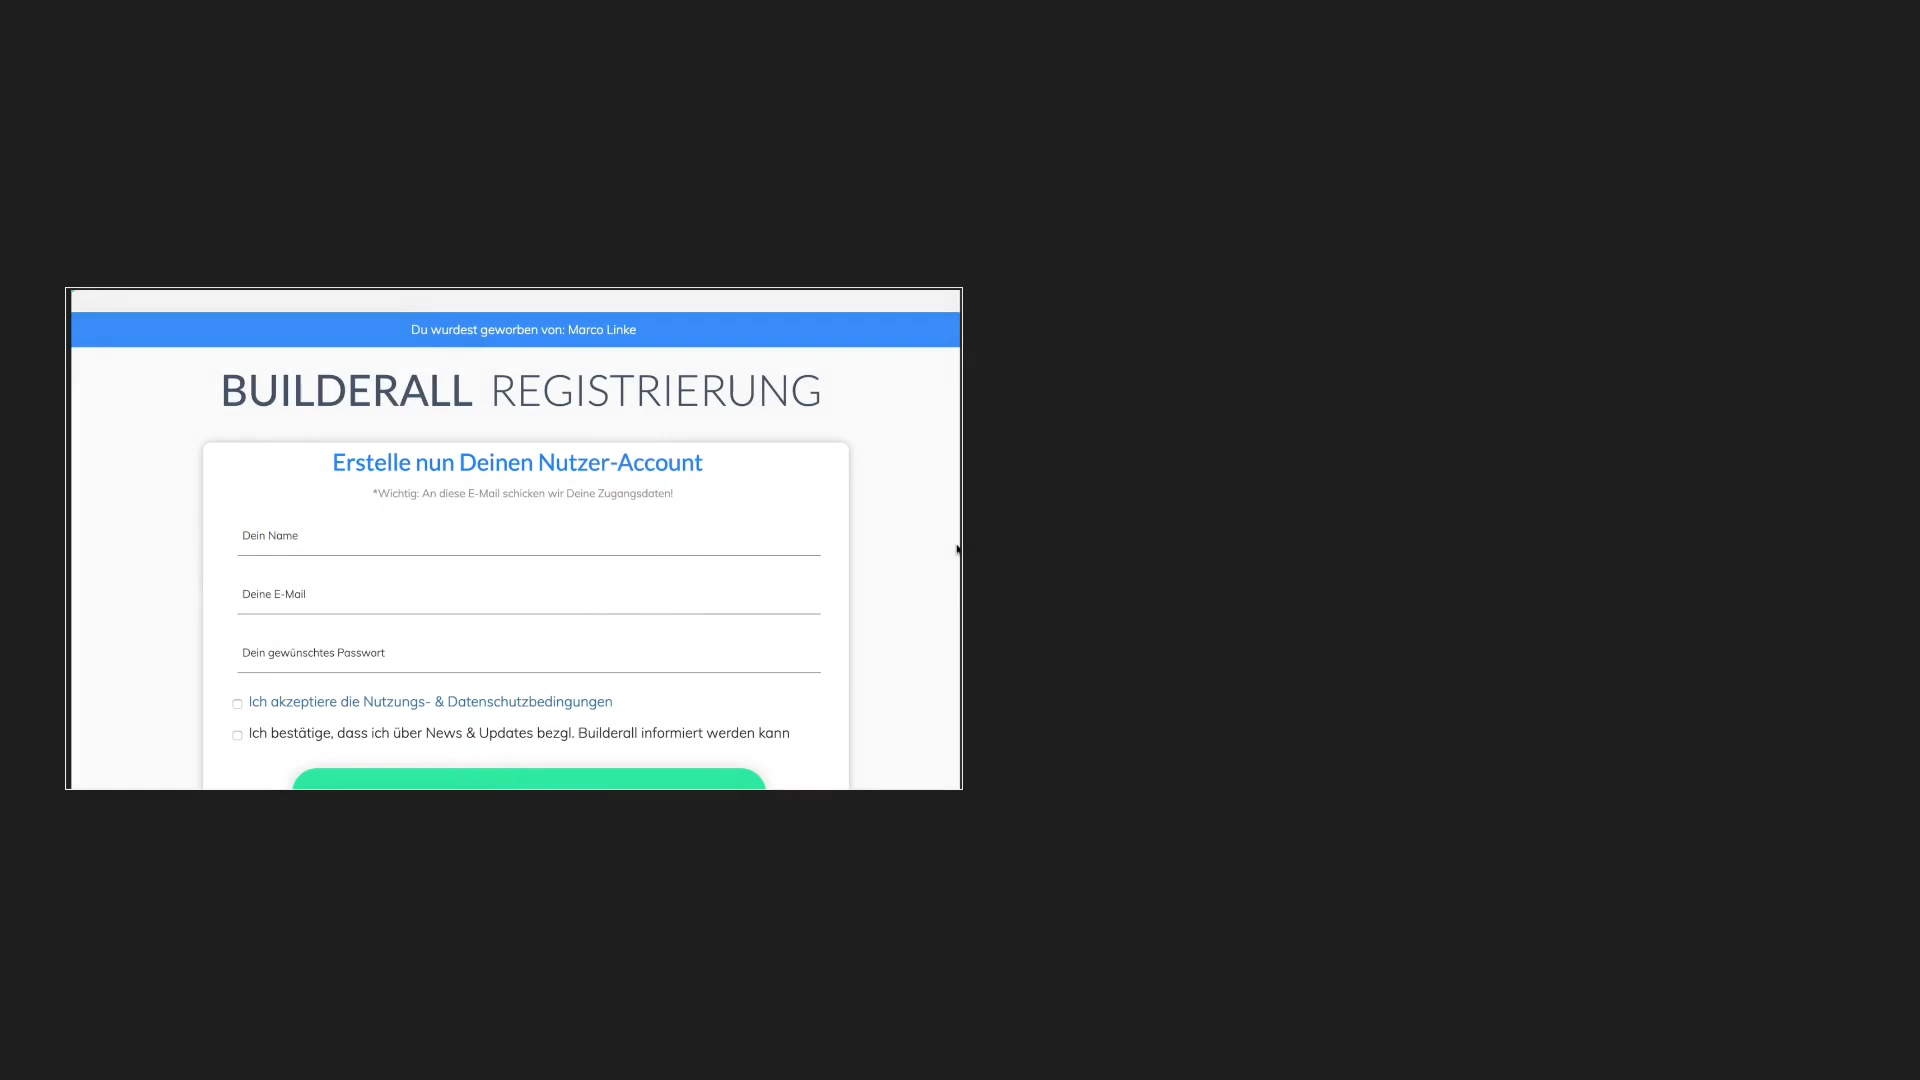 Du wurdest geworben von: Marco Linke
BUILDERALL REGISTRIERUNG
Erstelle nun Deinen Nutzer-Account
*Wichtig: An diese E-Mail schicken wir Deine Zugangsdaten!
Dein Name
Deine E-Mail
Dein gewünschtes Passwort
Ich akzeptiere die Nutzungs- & Datenschutzbedingungen
Ich bestätige, dass ich über News & Updates bezgl. Builderall informiert werden kann